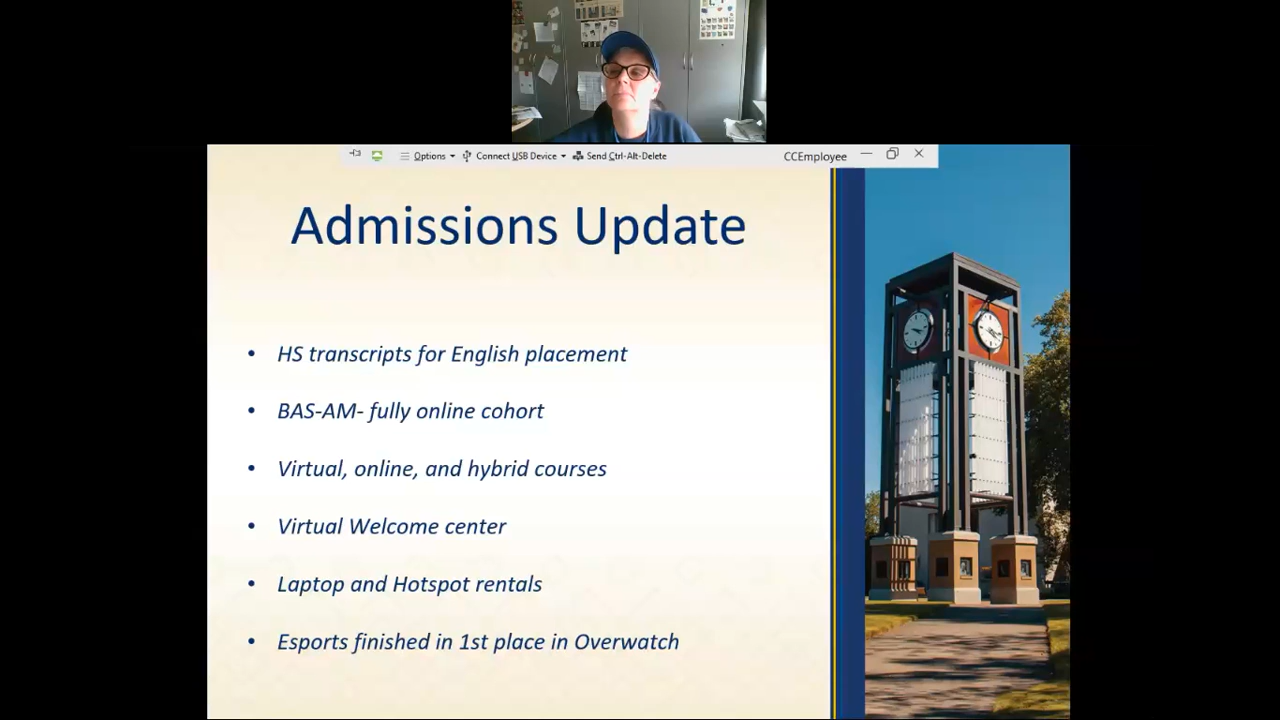 Options
Connect USB Device
Send Ctrl-Alt-Delete
CCEmployee
Admissions Update
• HS transcripts for English placement
• BAS-AM- fully online cohort
• Virtual, online, and hybrid courses
• Virtual Welcome center
• Laptop and Hotspot rentals
• Esports finished in 1st place in Overwatch